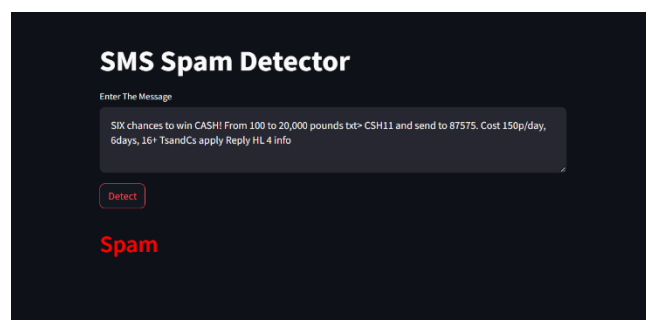 SMS Spam Detector
Enter The Message
SIX chances to win CASH! From 100 to 20,000 pounds txt> CSH11 and send to 87575. Cost 150p/day,
6days, 16+ TsandCs apply Reply HL 4 info
Detect
Spam